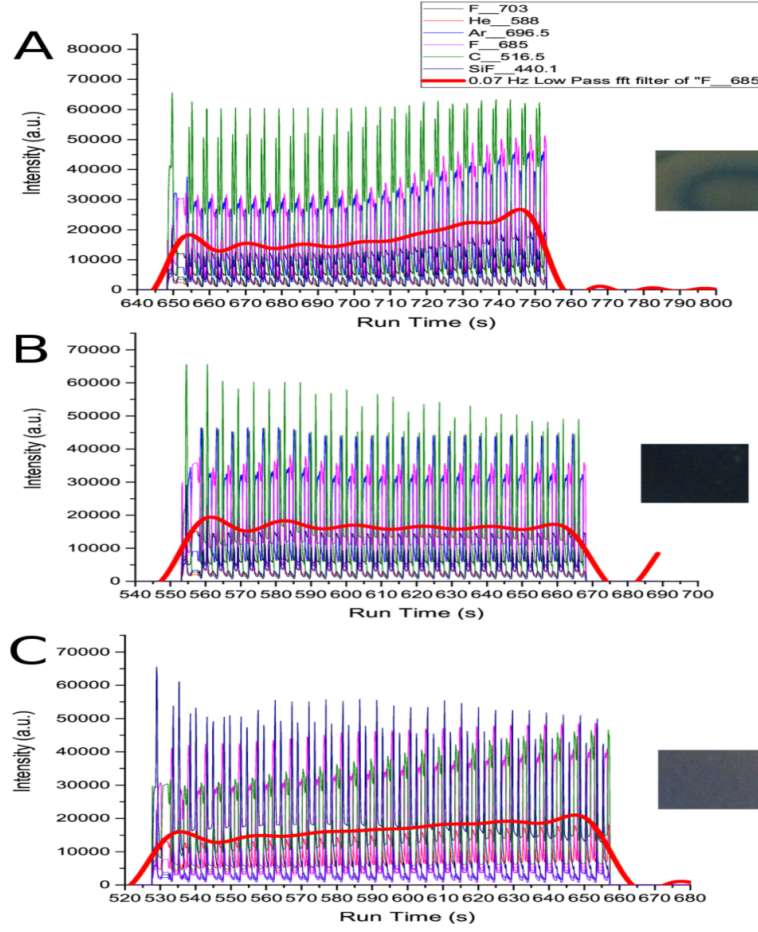 A
F__703
He__588
Ar__696.5
F__685
C__516.5
SiF__440.1
0.07 Hz Low Pass fft filter of "F__685
Intensity (a.u.)
80000
70000
60000
50000
40000
30000
20000
10000
0
640 650 660 670 680 690 700 710 720 730 740 750 760 770 780 790 800
Run Time (s)
B
Intensity (a.u.)
70000
60000
50000
40000
30000
20000
10000
0
540 550 560 570 580 590 600 610 620 630 640 650 660 670 680 690 700
Run Time (s)
C
Intensity (a.u.)
70000
60000
50000
40000
30000
20000
10000
0
520 530 540 550 560 570 580 590 600 610 620 630 640 650 660 670 680
Run Time (s)